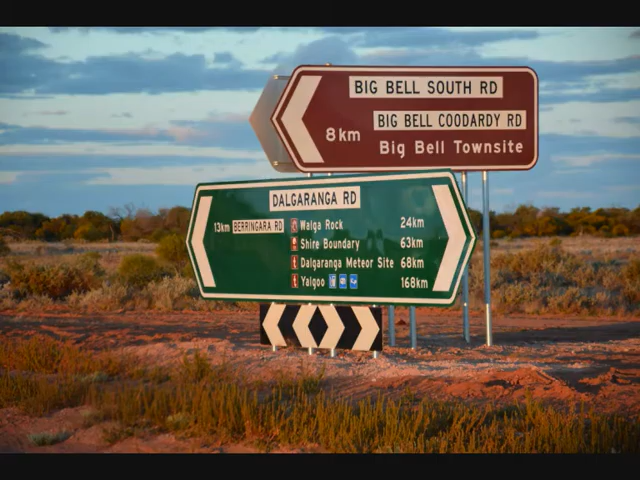 BIG BELL SOUTH RD
BIG BELL COODARDY RD
8km Big Bell Townsite
DALGARANGA RD
13km BERRINGARA RD Walga Rock 24km
Shire Boundary 63km
Dalgaranga Meteor Site 68km
Yalgoo 168km